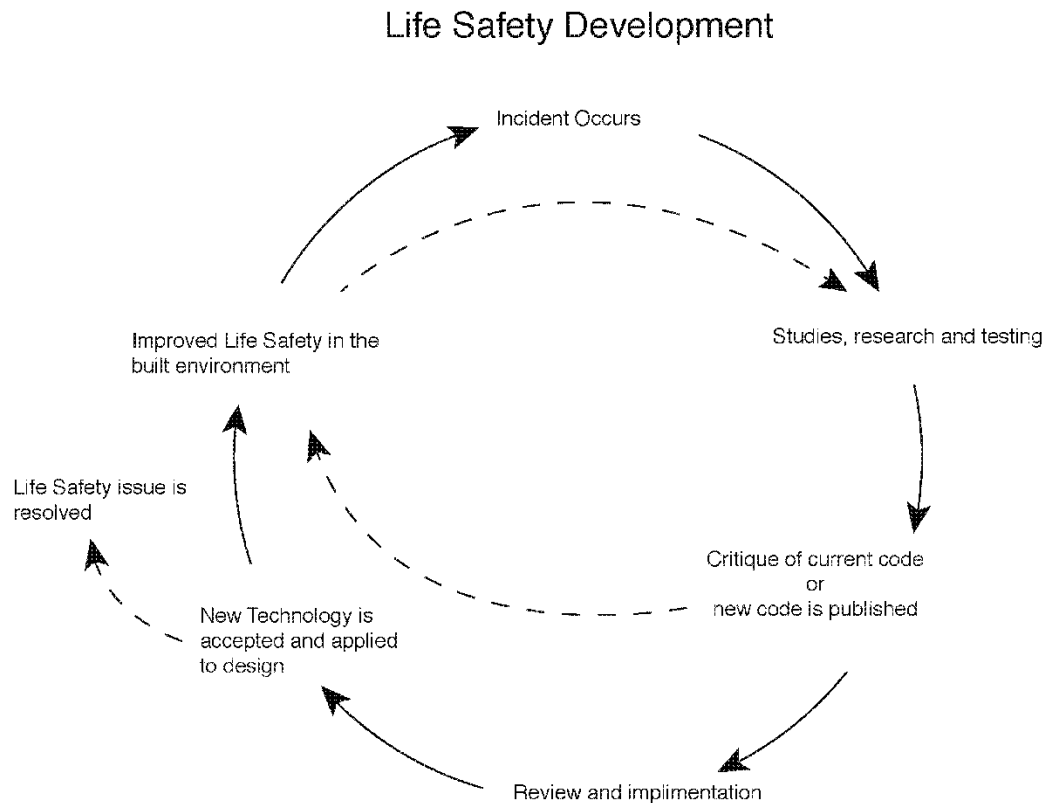 Life Safety Development
Incident Occurs
Studies, research and testing
Critique of current code
or
new code is published
Review and implimentation
New Technology is
accepted and applied
to design
Life Safety issue is
resolved
Improved Life Safety in the
built environment